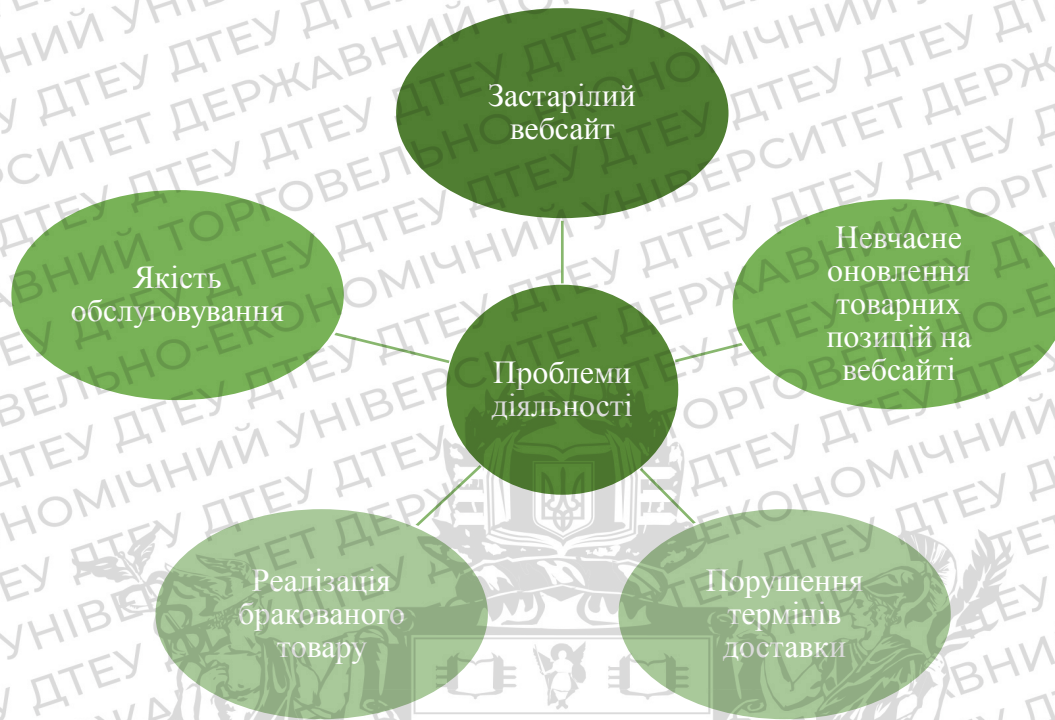 Застарілий
вебсайт
Невчасне
оновлення
товарних
позицій на
вебсайті
Порушення
термінів
доставки
Реалізація
бракованого
товару
Якість
обслуговування
Проблеми
діяльності